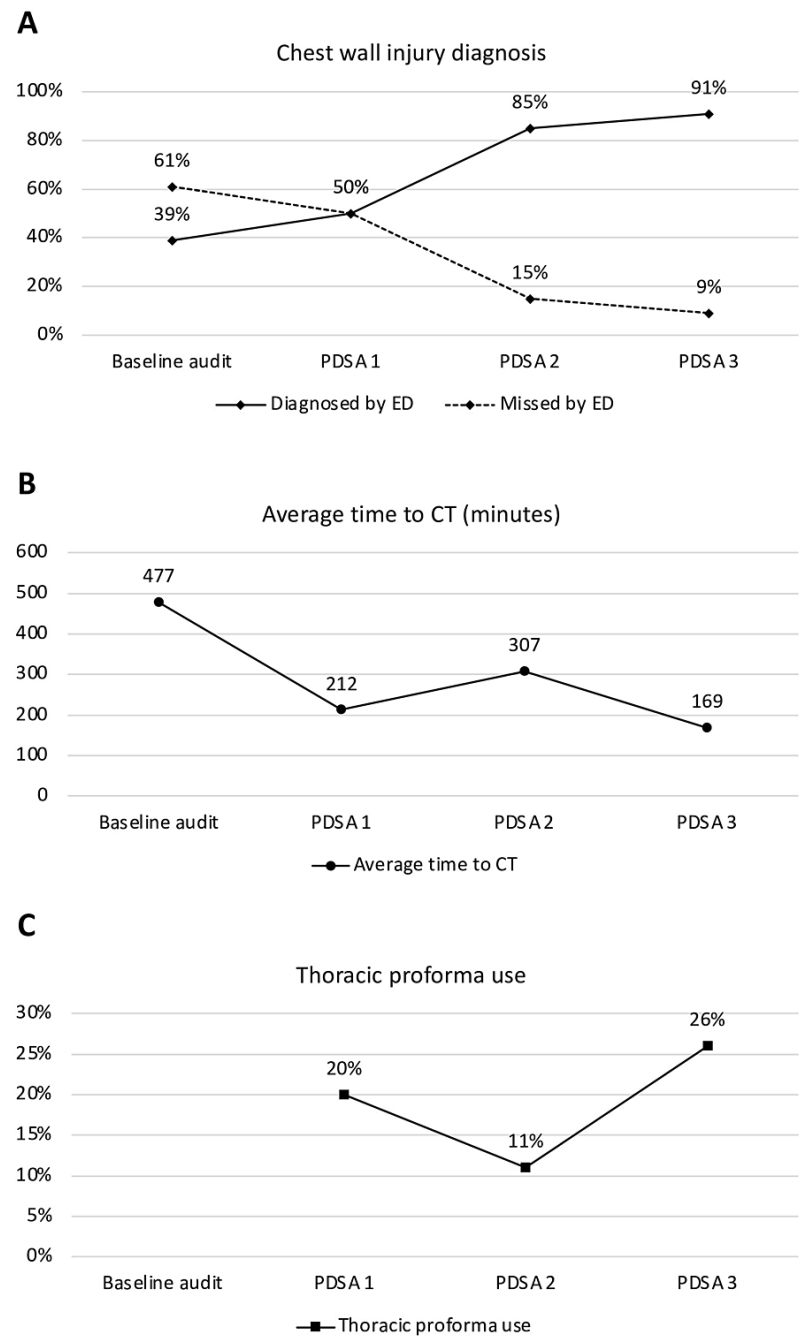 A
Chest wall injury diagnosis
100%
80%
60%
40%
20%
0%
61%
39%
50%
85%
15%
91%
9%
Baseline audit PDSA 1 PDSA 2 PDSA 3
Diagnosed by ED Missed by ED
B
Average time to CT (minutes)
600
500
400
300
200
100
0
477
212
307
169
Baseline audit PDSA 1 PDSA 2 PDSA 3
Average time to CT
C
Thoracic proforma use
30%
25%
20%
15%
10%
5%
0%
20%
11%
26%
Baseline audit PDSA 1 PDSA 2 PDSA 3
Thoracic proforma use